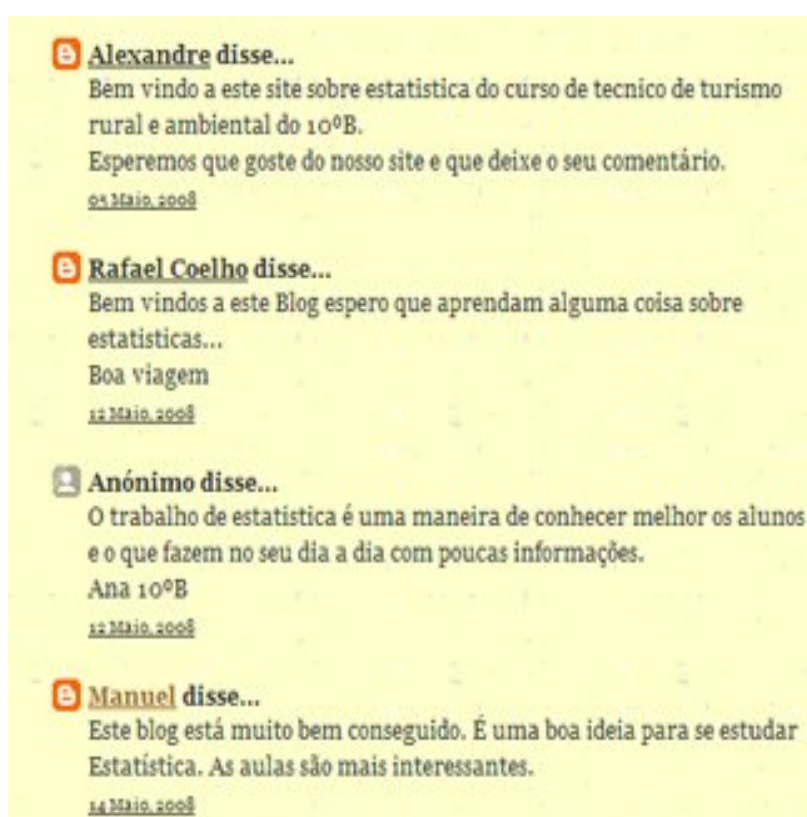 Alexandre disse...
Bem vindo a este site sobre estatistica do curso de tecnico de turismo
rural e ambiental do 10ºB.
Esperemos que goste do nosso site e que deixe o seu comentário.
05 Maio, 2008
Rafael Coelho disse...
Bem vindos a este Blog espero que aprendam alguma coisa sobre
estatisticas...
Boa viagem
12 Maio, 2008
Anónimo disse...
O trabalho de estatistica é uma maneira de conhecer melhor os alunos
e o que fazem no seu dia a dia com poucas informações.
Ana 10ºB
12 Maio, 2008
Manuel disse...
Este blog está muito bem conseguido. É uma boa ideia para se estudar
Estatística. As aulas são mais interessantes.
14 Maio, 2008